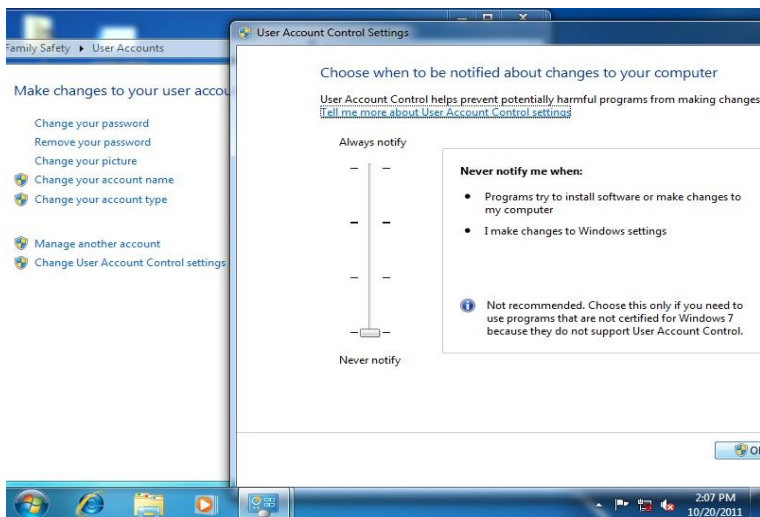 User Account Control Settings
Family Safety ▸ User Accounts
Make changes to your user accou
Change your password
Remove your password
Change your picture
Change your account name
Change your account type
Manage another account
Change User Account Control settings
Choose when to be notified about changes to your computer
User Account Control helps prevent potentially harmful programs from making changes
Tell me more about User Account Control settings
Always notify
Never notify me when:
• Programs try to install software or make changes to
my computer
• I make changes to Windows settings
Not recommended. Choose this only if you need to
use programs that are not certified for Windows 7
because they do not support User Account Control.
Never notify
2:07 PM
10/20/2011